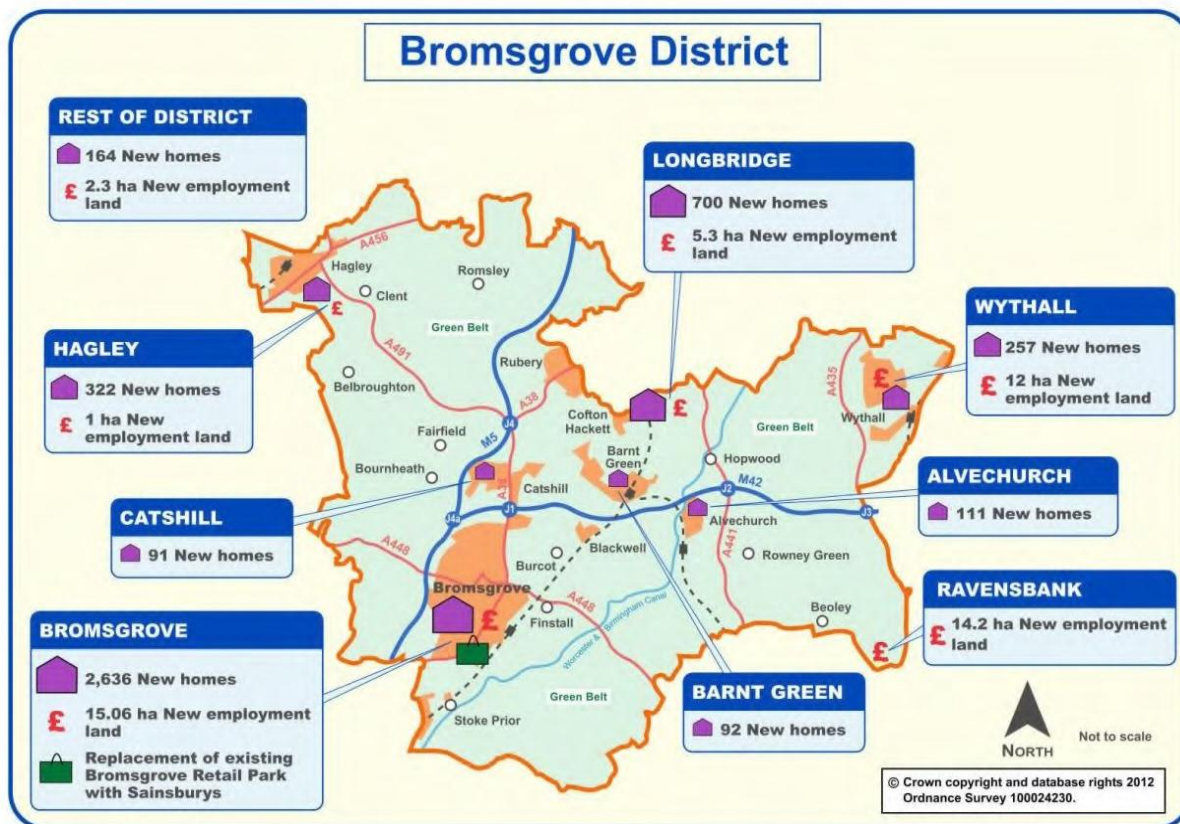 Bromsgrove District
REST OF DISTRICT
164 New homes
£ 2.3 ha New employment
land
LONGBRIDGE
700 New homes
£ 5.3 ha New employment
land
WYTHALL
257 New homes
£ 12 ha New
employment land
HAGLEY
322 New homes
£ 1 ha New
employment land
ALVECHURCH
111 New homes
CATSHILL
91 New homes
RAVENSBANK
£ 14.2 ha New employment
land
BROMSGROVE
2,636 New homes
£ 15.06 ha New employment
land
Replacement of existing
Bromsgrove Retail Park
with Sainsburys
BARNT GREEN
92 New homes
A456
Hagley
£
Clent
Romsley
Green Belt
A491
Rubery
Belbroughton
A38
J4
M5
Fairfield
Bournheath
Cofton
Hackett
£
Barnt
Green
A435
£
Wythall
Green Belt
Hopwood
A38
Catshill
J4a
J1
J2
M42
J3
Alvechurch
A441
Rowney Green
Blackwell
Burcot
A448
Bromsgrove
£
A448
Finstall
Worcester & Birmingham Canal
Beoley
£
Green Belt
Stoke Prior
NORTH
Not to scale
© Crown copyright and database rights 2012
Ordnance Survey 100024230.